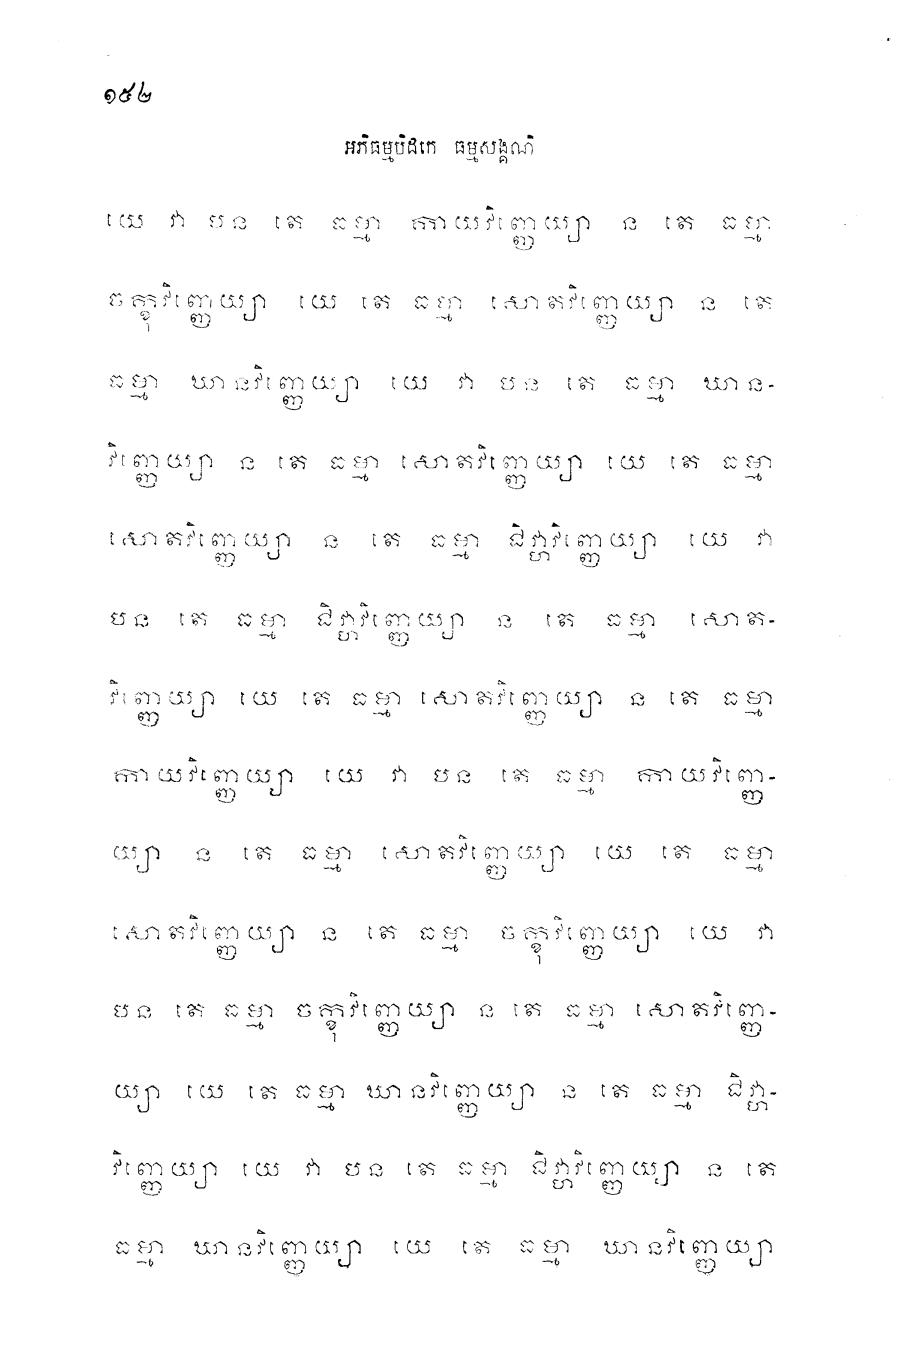 ១៥២
អភិធម្មបិដកេ ធម្មសង្គណិ
យេ វា បន តេ ធម្មា កាយវិញ្ញេយ្យា ន តេ ធម្មា
ចក្ខុវិញ្ញេយ្យា យេ តេ ធម្មា សោតវិញ្ញេយ្យា ន តេ
ធម្មា ឃានវិញ្ញេយ្យា យេ វា បន តេ ធម្មា ឃាន-
វិញ្ញេយ្យា ន តេ ធម្មា សោតវិញ្ញេយ្យា យេ តេ ធម្មា
សោតវិញ្ញេយ្យា ន តេ ធម្មា ជិវ្ហាវិញ្ញេយ្យា យេ វា
បន តេ ធម្មា ជិវ្ហាវិញ្ញេយ្យា ន តេ ធម្មា សោត-
វិញ្ញេយ្យា យេ តេ ធម្មា សោតវិញ្ញេយ្យា ន តេ ធម្មា
កាយវិញ្ញេយ្យា យេ វា បន តេ ធម្មា កាយវិញ្ញេ-
យ្យា ន តេ ធម្មា សោតវិញ្ញេយ្យា យេ តេ ធម្មា
សោតវិញ្ញេយ្យា ន តេ ធម្មា ចក្ខុវិញ្ញេយ្យា យេ វា
បន តេ ធម្មា ចក្ខុវិញ្ញេយ្យា ន តេ ធម្មា សោតវិញ្ញេ-
យ្យា យេ តេ ធម្មា ឃានវិញ្ញេយ្យា ន តេ ធម្មា ជិវ្ហា-
វិញ្ញេយ្យា យេ វា បន តេ ធម្មា ជិវ្ហាវិញ្ញេយ្យា ន តេ
ធម្មា ឃានវិញ្ញេយ្យា យេ តេ ធម្មា ឃានវិញ្ញេយ្យា